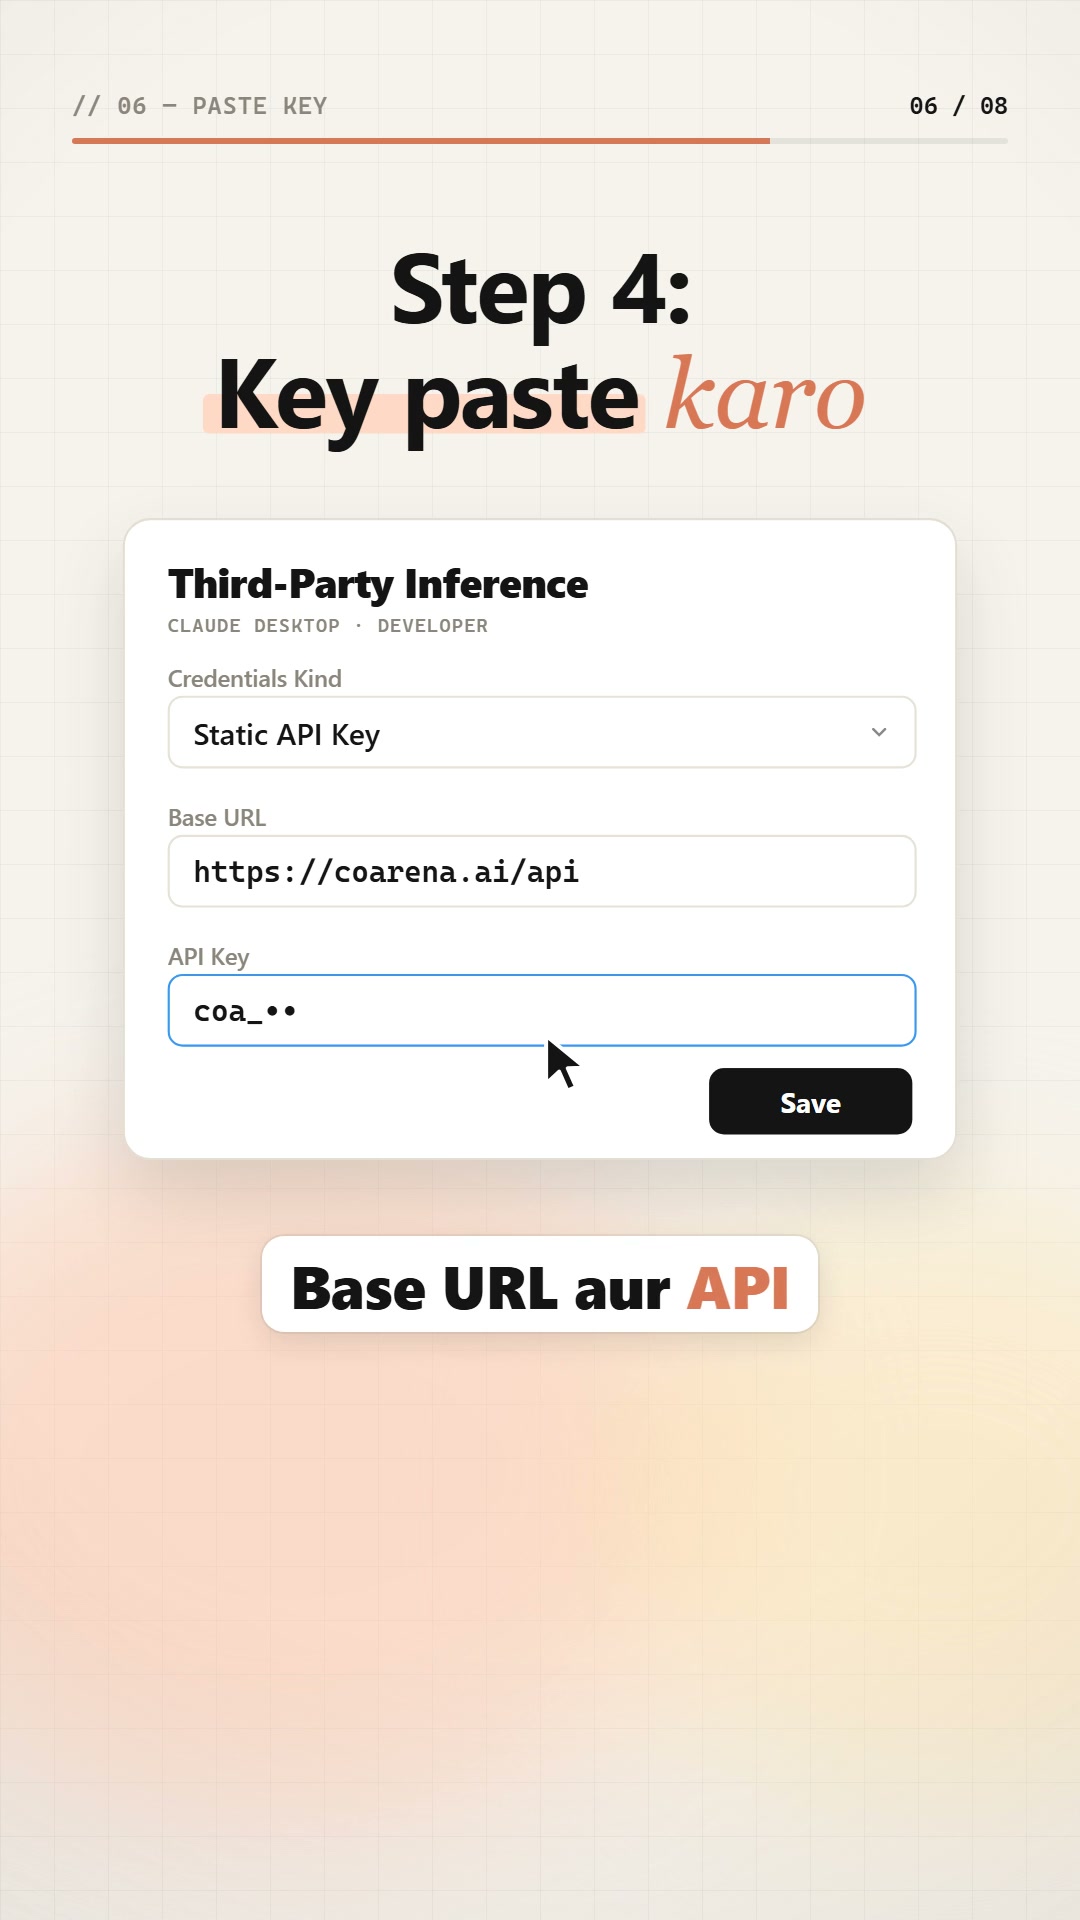 // 06 — PASTE KEY
06 / 08
Step 4:
Key paste karo
Third-Party Inference
CLAUDE DESKTOP · DEVELOPER
Credentials Kind
Static API Key
Base URL
https://coarena.ai/api
API Key
coa_••
Save
Base URL aur API